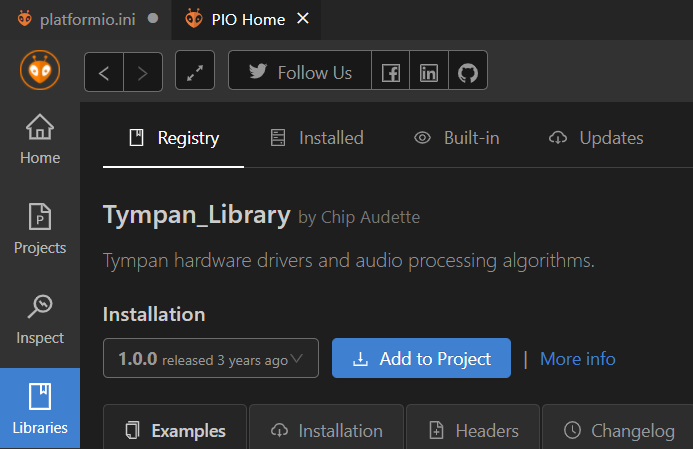 platformio.ini
PIO Home
Follow Us
Home
Projects
P
Inspect
Libraries
Registry
Installed
Built-in
Updates
Tympan_Library by Chip Audette
Tympan hardware drivers and audio processing algorithms.
Installation
1.0.0 released 3 years ago
Add to Project
| More info
Examples
Installation
Headers
Changelog